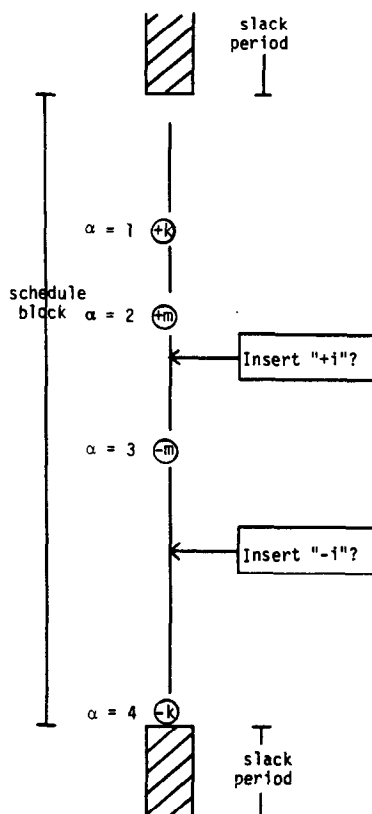 slack
period
α = 1 +k
schedule
block
α = 2 +m
Insert "+i"?
α = 3 -m
Insert "-i"?
α = 4 -k
slack
period